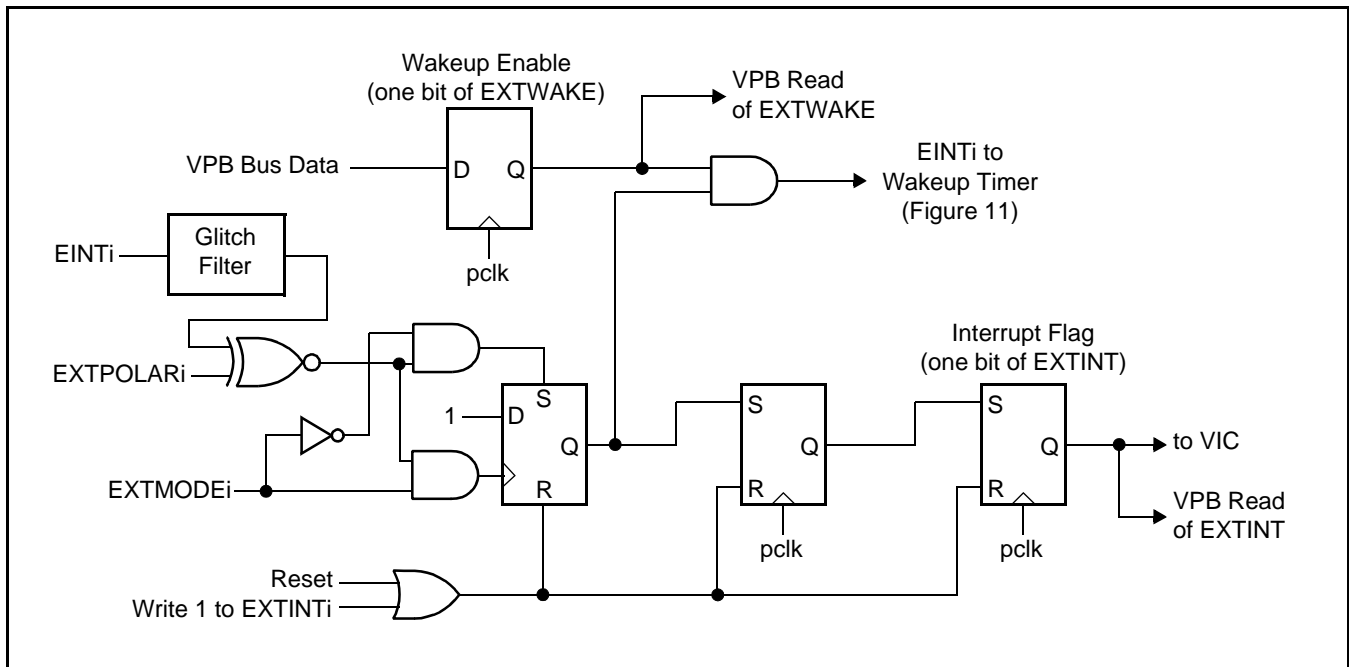 Wakeup Enable
(one bit of EXTWAKE)
VPB Read
of EXTWAKE
VPB Bus Data
D
Q
pclk
EINTi to
Wakeup Timer
(Figure 11)
EINTi
Glitch
Filter
EXTPOLARi
EXTMODEi
1
D
S
Q
R
S
Q
R
pclk
Interrupt Flag
(one bit of EXTINT)
S
Q
R
pclk
to VIC
VPB Read
of EXTINT
Reset
Write 1 to EXTINTi